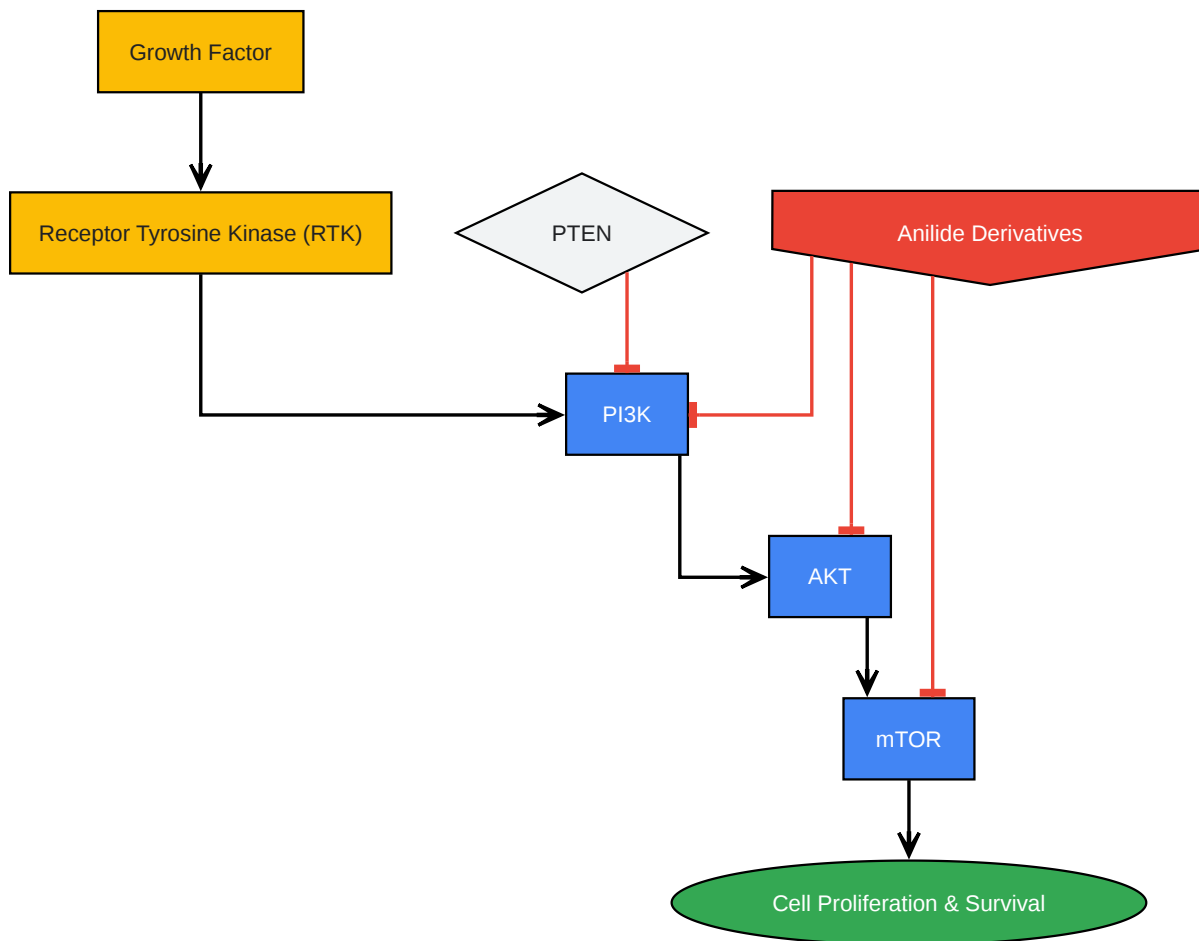 Growth Factor
Receptor Tyrosine Kinase (RTK)
PTEN
Anilide Derivatives
PI3K
AKT
mTOR
Cell Proliferation & Survival